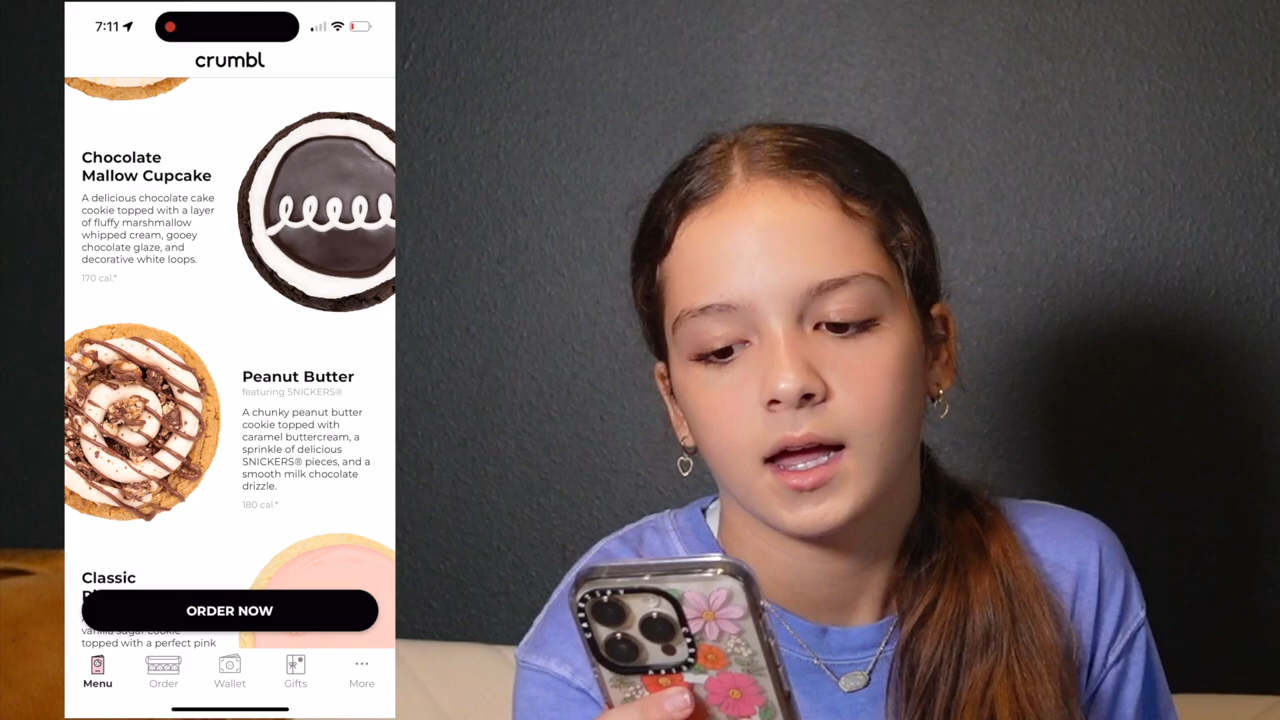 7:11
crumbl
Chocolate
Mallow Cupcake
A delicious chocolate cake
cookie topped with a layer
of fluffy marshmallow
whipped cream, gooey
chocolate glaze, and
decorative white loops.
170 cal.*
Peanut Butter
featuring SNICKERS®
A chunky peanut butter
cookie topped with
caramel buttercream, a
sprinkle of delicious
SNICKERS® pieces, and a
smooth milk chocolate
drizzle.
180 cal.*
Classic
ORDER NOW
vanilla sugar cookie
topped with a perfect pink
Menu
Order
Wallet
Gifts
More